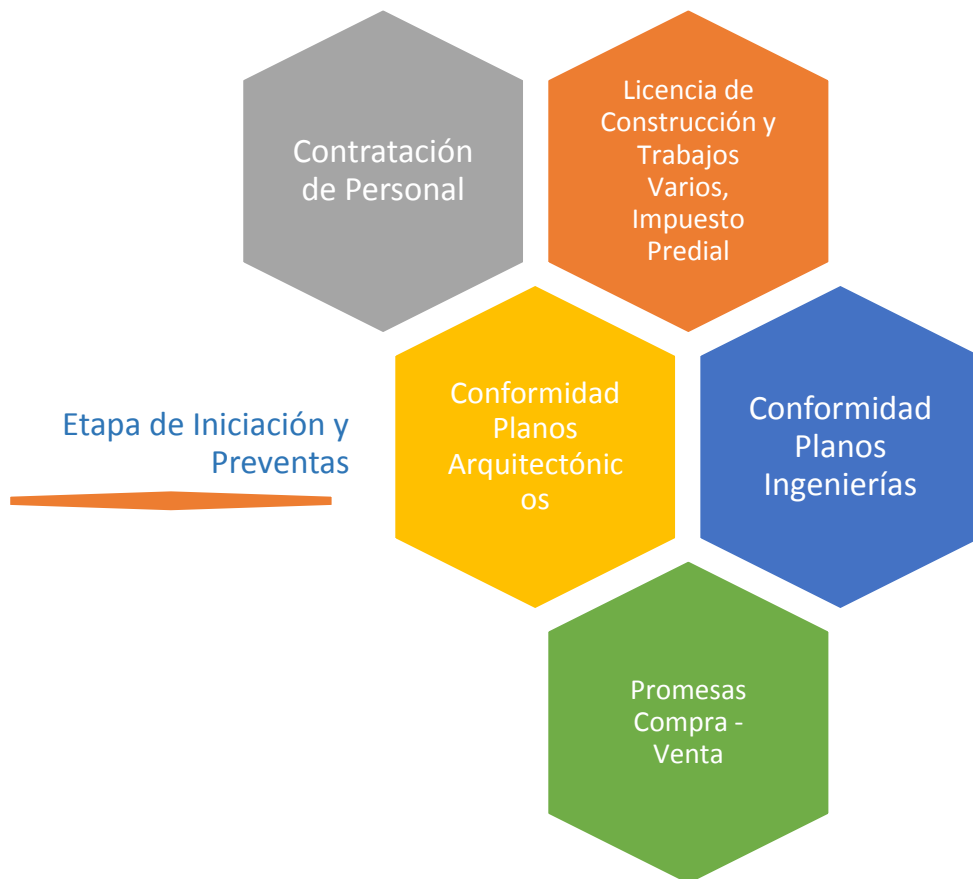 Contratación
de Personal
Licencia de
Construcción y
Trabajos
Varios,
Impuesto
Predial
Etapa de Iniciación y
Preventas
Conformidad
Planos
Arquitectónic
os
Conformidad
Planos
Ingenierías
Promesas
Compra -
Venta